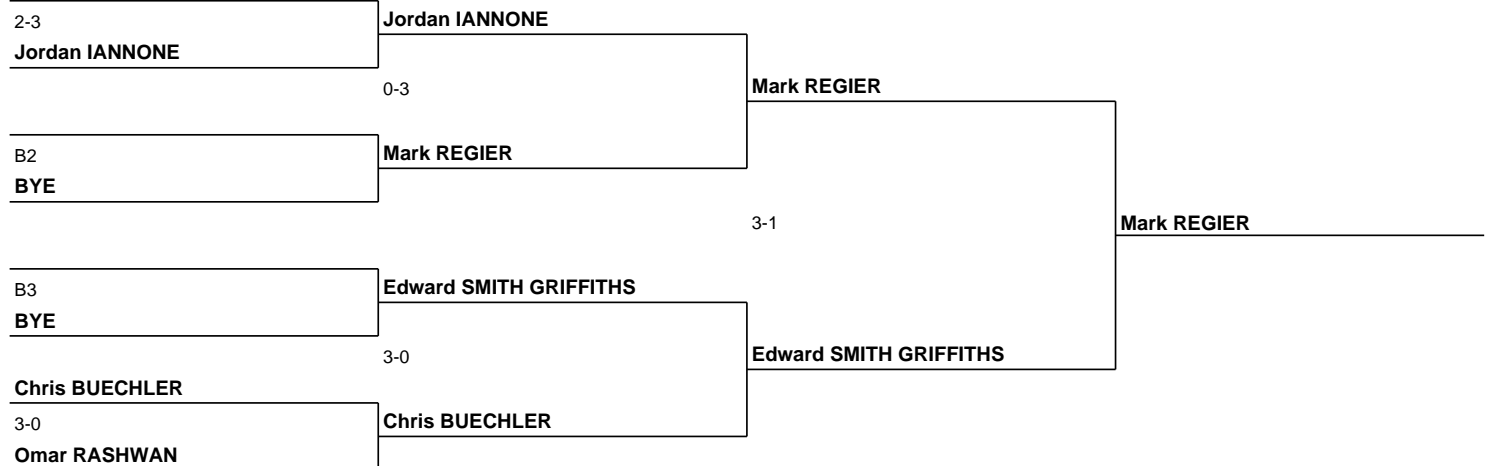 2-3
Jordan IANNONE
Jordan IANNONE
0-3
Mark REGIER
B2
BYE
Mark REGIER
3-1
Mark REGIER
B3
BYE
Edward SMITH GRIFFITHS
3-0
Edward SMITH GRIFFITHS
Chris BUECHLER
3-0
Omar RASHWAN
Chris BUECHLER